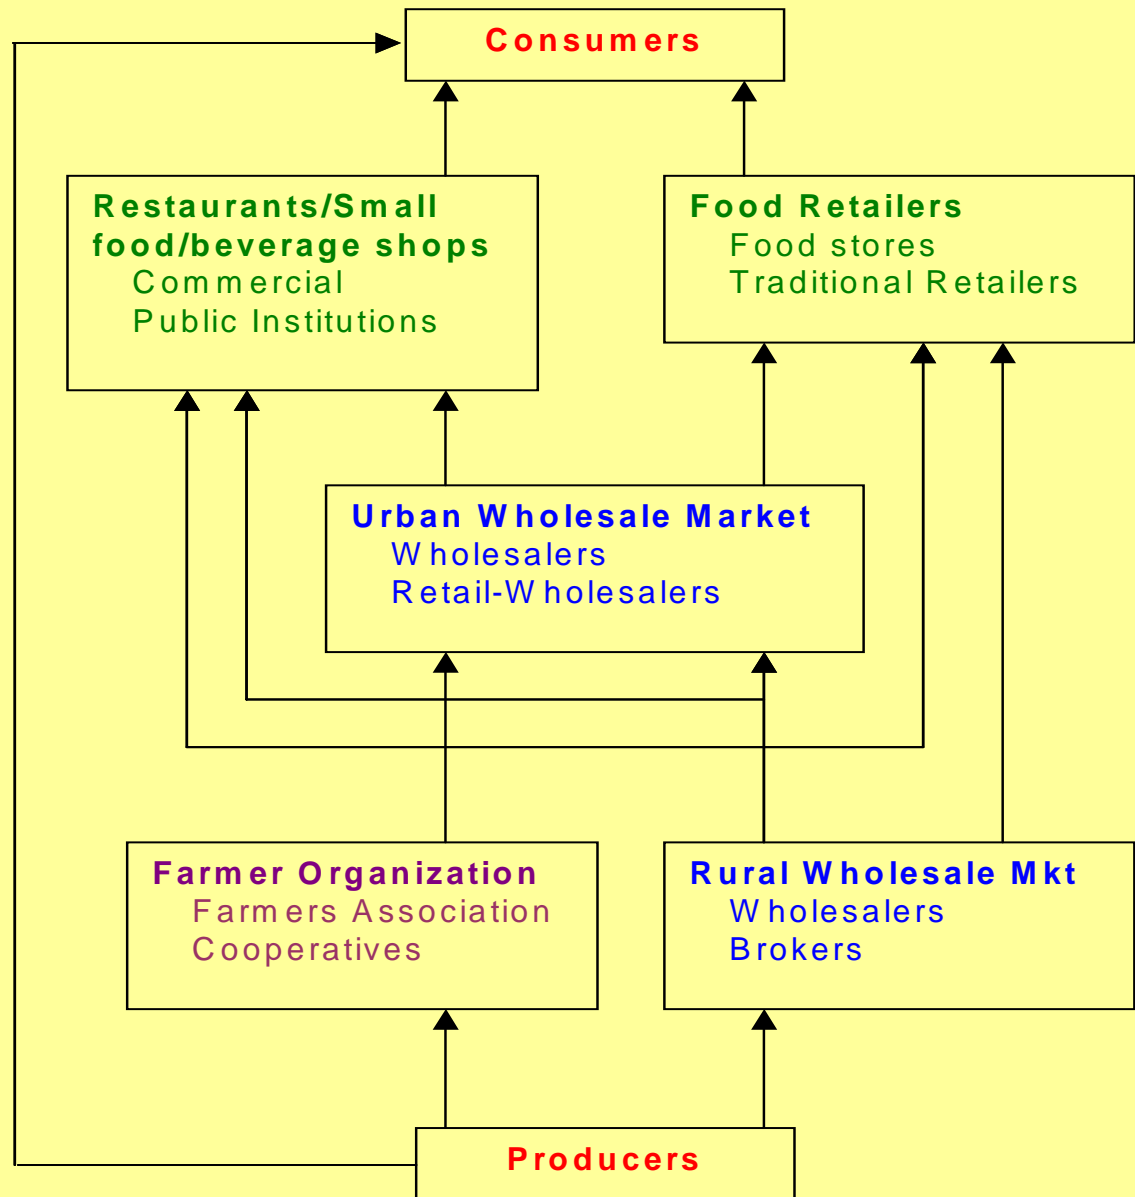 Consumers
Restaurants/Small
food/beverage shops
Commercial
Public Institutions
Food Retailers
Food stores
Traditional Retailers
Urban Wholesale Market
Wholesalers
Retail-Wholesalers
Farmer Organization
Farmers Association
Cooperatives
Rural Wholesale Mkt
Wholesalers
Brokers
Producers